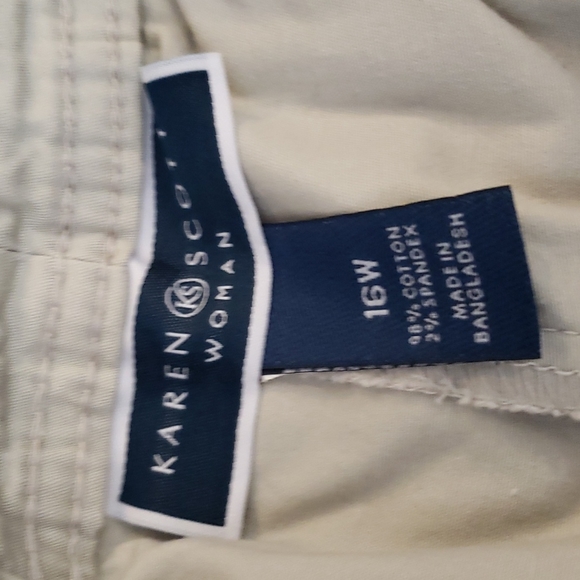 KAREN KS SCOTT
WOMAN
16W
98% COTTON
2% SPANDEX
MADE IN
BANGLADESH